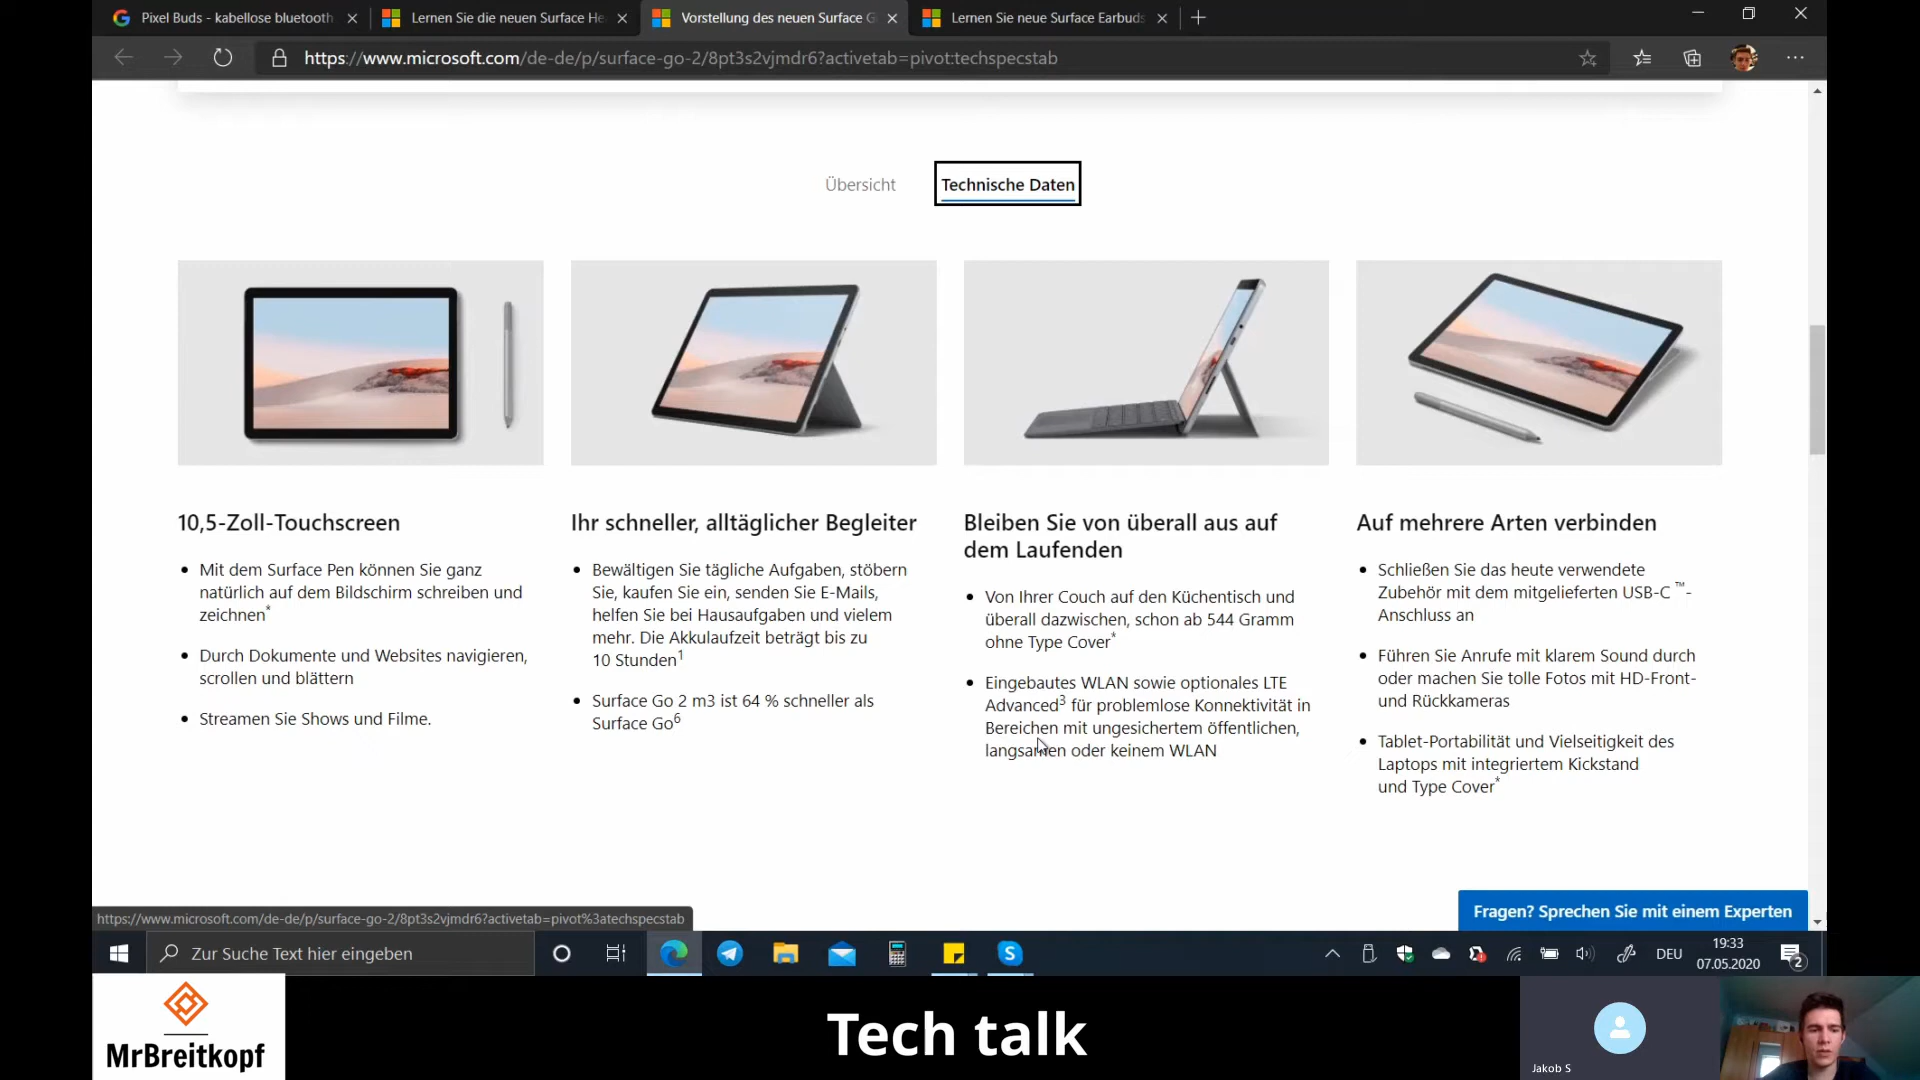 Pixel Buds - kabellose bluetooth
Lernen Sie die neuen Surface He
Vorstellung des neuen Surface G
Lernen Sie neue Surface Earbuds
https://www.microsoft.com/de-de/p/surface-go-2/8pt3s2vjmdr6?activetab=pivot:techspecstab
Übersicht
Technische Daten
10,5-Zoll-Touchscreen
• Mit dem Surface Pen können Sie ganz
natürlich auf dem Bildschirm schreiben und
zeichnen*
• Durch Dokumente und Websites navigieren,
scrollen und blättern
• Streamen Sie Shows und Filme.
Ihr schneller, alltäglicher Begleiter
• Bewältigen Sie tägliche Aufgaben, stöbern
Sie, kaufen Sie ein, senden Sie E-Mails,
helfen Sie bei Hausaufgaben und vielem
mehr. Die Akkulaufzeit beträgt bis zu
10 Stunden¹
• Surface Go 2 m3 ist 64 % schneller als
Surface Go⁶
Bleiben Sie von überall aus auf
dem Laufenden
• Von Ihrer Couch auf den Küchentisch und
überall dazwischen, schon ab 544 Gramm
ohne Type Cover*
• Eingebautes WLAN sowie optionales LTE
Advanced³ für problemlose Konnektivität in
Bereichen mit ungesichertem öffentlichen,
langsamen oder keinem WLAN
Auf mehrere Arten verbinden
• Schließen Sie das heute verwendete
Zubehör mit dem mitgelieferten USB-C ™-
Anschluss an
• Führen Sie Anrufe mit klarem Sound durch
oder machen Sie tolle Fotos mit HD-Front-
und Rückkameras
• Tablet-Portabilität und Vielseitigkeit des
Laptops mit integriertem Kickstand
und Type Cover*
Fragen? Sprechen Sie mit einem Experten
https://www.microsoft.com/de-de/p/surface-go-2/8pt3s2vjmdr6?activetab=pivot%3atechspecstab
Zur Suche Text hier eingeben
DEU
19:33
07.05.2020
2
MrBreitkopf
Tech talk
Jakob S